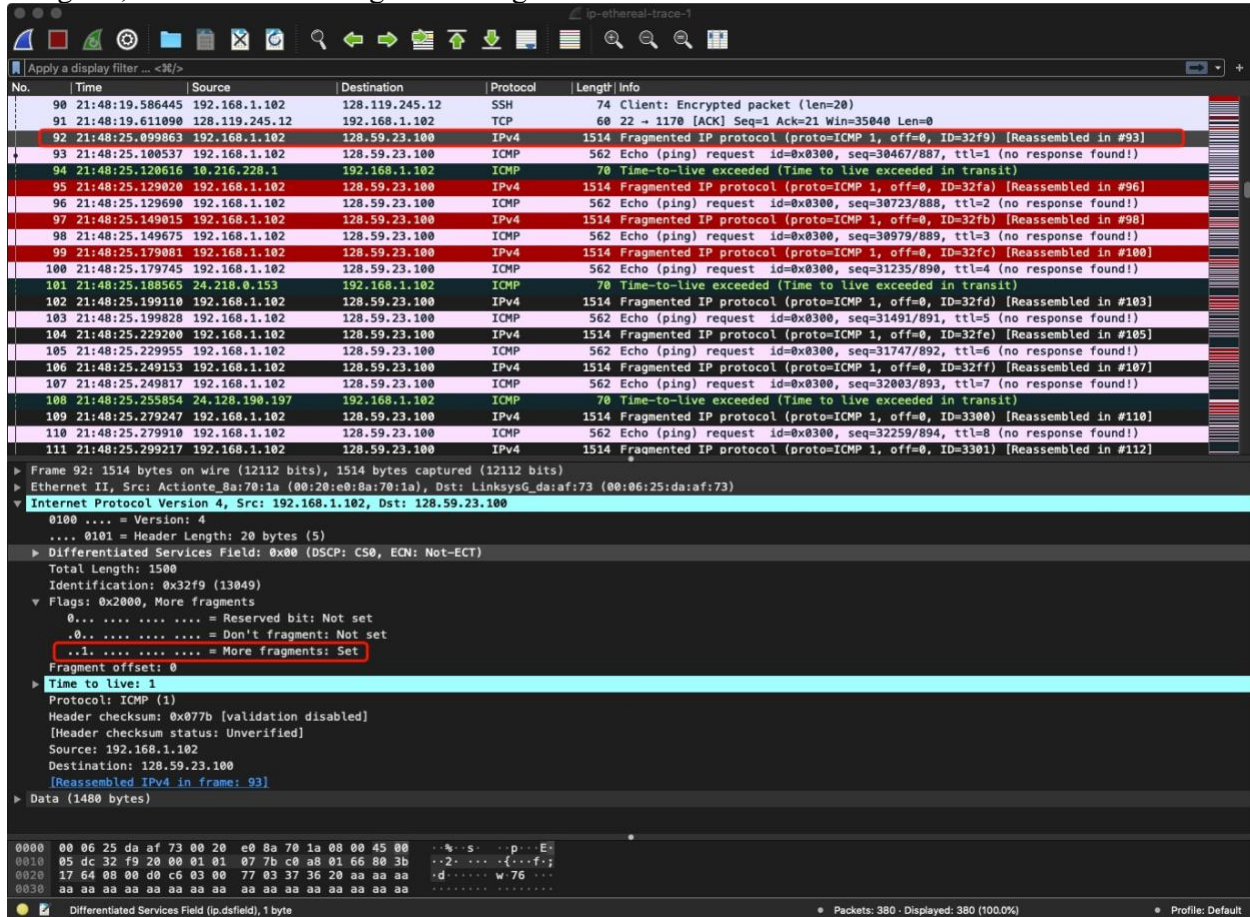 ip-ethereal-trace-1
Apply a display filter ... <⌘/>
No. Time Source Destination Protocol Length Info
90 21:48:19.586445 192.168.1.102 128.119.245.12 SSH 74 Client: Encrypted packet (len=20)
91 21:48:19.611090 128.119.245.12 192.168.1.102 TCP 60 22 → 1170 [ACK] Seq=1 Ack=21 Win=35040 Len=0
92 21:48:25.099863 192.168.1.102 128.59.23.100 IPv4 1514 Fragmented IP protocol (proto=ICMP 1, off=0, ID=32f9) [Reassembled in #93]
93 21:48:25.100537 192.168.1.102 128.59.23.100 ICMP 562 Echo (ping) request id=0x0300, seq=30467/887, ttl=1 (no response found!)
94 21:48:25.120616 10.216.228.1 192.168.1.102 ICMP 70 Time-to-live exceeded (Time to live exceeded in transit)
95 21:48:25.129020 192.168.1.102 128.59.23.100 IPv4 1514 Fragmented IP protocol (proto=ICMP 1, off=0, ID=32fa) [Reassembled in #96]
96 21:48:25.129690 192.168.1.102 128.59.23.100 ICMP 562 Echo (ping) request id=0x0300, seq=30723/888, ttl=2 (no response found!)
97 21:48:25.149015 192.168.1.102 128.59.23.100 IPv4 1514 Fragmented IP protocol (proto=ICMP 1, off=0, ID=32fb) [Reassembled in #98]
98 21:48:25.149675 192.168.1.102 128.59.23.100 ICMP 562 Echo (ping) request id=0x0300, seq=30979/889, ttl=3 (no response found!)
99 21:48:25.179081 192.168.1.102 128.59.23.100 IPv4 1514 Fragmented IP protocol (proto=ICMP 1, off=0, ID=32fc) [Reassembled in #100]
100 21:48:25.179745 192.168.1.102 128.59.23.100 ICMP 562 Echo (ping) request id=0x0300, seq=31235/890, ttl=4 (no response found!)
101 21:48:25.188565 24.218.0.153 192.168.1.102 ICMP 70 Time-to-live exceeded (Time to live exceeded in transit)
102 21:48:25.199110 192.168.1.102 128.59.23.100 IPv4 1514 Fragmented IP protocol (proto=ICMP 1, off=0, ID=32fd) [Reassembled in #103]
103 21:48:25.199828 192.168.1.102 128.59.23.100 ICMP 562 Echo (ping) request id=0x0300, seq=31491/891, ttl=5 (no response found!)
104 21:48:25.229200 192.168.1.102 128.59.23.100 IPv4 1514 Fragmented IP protocol (proto=ICMP 1, off=0, ID=32fe) [Reassembled in #105]
105 21:48:25.229955 192.168.1.102 128.59.23.100 ICMP 562 Echo (ping) request id=0x0300, seq=31747/892, ttl=6 (no response found!)
106 21:48:25.249153 192.168.1.102 128.59.23.100 IPv4 1514 Fragmented IP protocol (proto=ICMP 1, off=0, ID=32ff) [Reassembled in #107]
107 21:48:25.249817 192.168.1.102 128.59.23.100 ICMP 562 Echo (ping) request id=0x0300, seq=32003/893, ttl=7 (no response found!)
108 21:48:25.255854 24.128.190.197 192.168.1.102 ICMP 70 Time-to-live exceeded (Time to live exceeded in transit)
109 21:48:25.279247 192.168.1.102 128.59.23.100 IPv4 1514 Fragmented IP protocol (proto=ICMP 1, off=0, ID=3300) [Reassembled in #110]
110 21:48:25.279910 192.168.1.102 128.59.23.100 ICMP 562 Echo (ping) request id=0x0300, seq=32259/894, ttl=8 (no response found!)
111 21:48:25.299217 192.168.1.102 128.59.23.100 IPv4 1514 Fragmented IP protocol (proto=ICMP 1, off=0, ID=3301) [Reassembled in #112]
Frame 92: 1514 bytes on wire (12112 bits), 1514 bytes captured (12112 bits)
Ethernet II, Src: Actionte_8a:70:1a (00:20:e0:8a:70:1a), Dst: LinksysG_da:af:73 (00:06:25:da:af:73)
Internet Protocol Version 4, Src: 192.168.1.102, Dst: 128.59.23.100
0100 .... = Version: 4
.... 0101 = Header Length: 20 bytes (5)
Differentiated Services Field: 0x00 (DSCP: CS0, ECN: Not-ECT)
Total Length: 1500
Identification: 0x32f9 (13049)
Flags: 0x2000, More fragments
0... .... .... .... = Reserved bit: Not set
.0.. .... .... .... = Don't fragment: Not set
..1. .... .... .... = More fragments: Set
Fragment offset: 0
Time to live: 1
Protocol: ICMP (1)
Header checksum: 0x077b [validation disabled]
[Header checksum status: Unverified]
Source: 192.168.1.102
Destination: 128.59.23.100
[Reassembled IPv4 in frame: 93]
Data (1480 bytes)
0000 00 06 25 da af 73 00 20 e0 8a 70 1a 08 00 45 00 ··%··s· ··p···E·
0010 05 dc 32 f9 20 00 01 01 07 7b c0 a8 01 66 80 3b ··2· ··· ·{···f·;
0020 17 64 08 00 d0 c6 03 00 77 03 37 36 20 aa aa aa ·d······ w·76 ···
0030 aa aa aa aa aa aa aa aa aa aa aa aa aa aa aa aa ········ ········
Differentiated Services Field (ip.dsfield), 1 byte Packets: 380 · Displayed: 380 (100.0%) Profile: Default